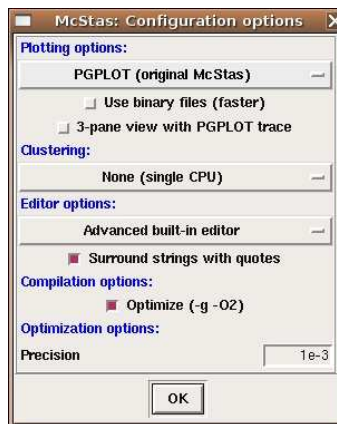 McStas: Configuration options
Plotting options:
PGPLOT (original McStas)
Use binary files (faster)
3-pane view with PGPLOT trace
Clustering:
None (single CPU)
Editor options:
Advanced built-in editor
Surround strings with quotes
Compilation options:
Optimize (-g -O2)
Optimization options:
Precision 1e-3
OK